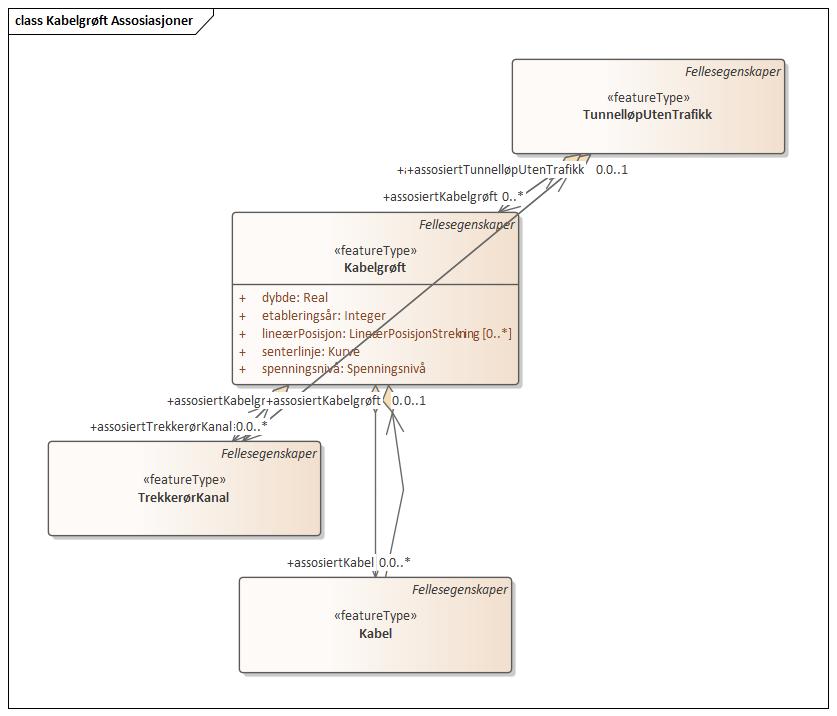 class Kabelgrøft Assosiasjoner
Fellesegenskaper
«featureType»
TunnelløpUtenTrafikk
+assosiertTunnelløpUtenTrafikk 0..1
+assosiertKabelgrøft 0..*
Fellesegenskaper
«featureType»
Kabelgrøft
+ dybde: Real
+ etableringsår: Integer
+ lineærPosisjon: LineærPosisjonStrekning [0..*]
+ senterlinje: Kurve
+ spenningsnivå: Spenningsnivå
+assosiertKabelgr+assosiertKabelgrøft 0..1
+assosiertTrekkerørKanal 0..*
Fellesegenskaper
«featureType»
TrekkerørKanal
+assosiertKabel 0..*
Fellesegenskaper
«featureType»
Kabel